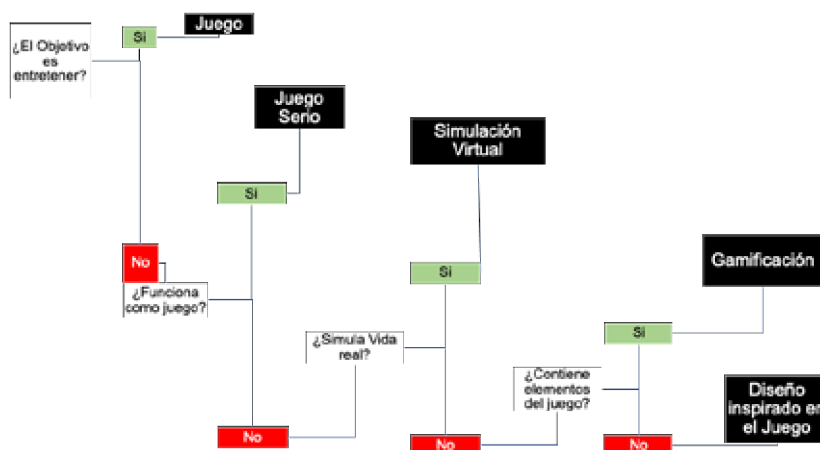 ¿El Objetivo
es
entretener?
Si
Juego
Juego
Serio
Si
No
¿Funciona
como juego?
No
Simulación
Virtual
Si
¿Simula Vida
real?
No
Gamificación
Si
¿Contiene
elementos
del juego?
No
Diseño
inspirado en
el Juego